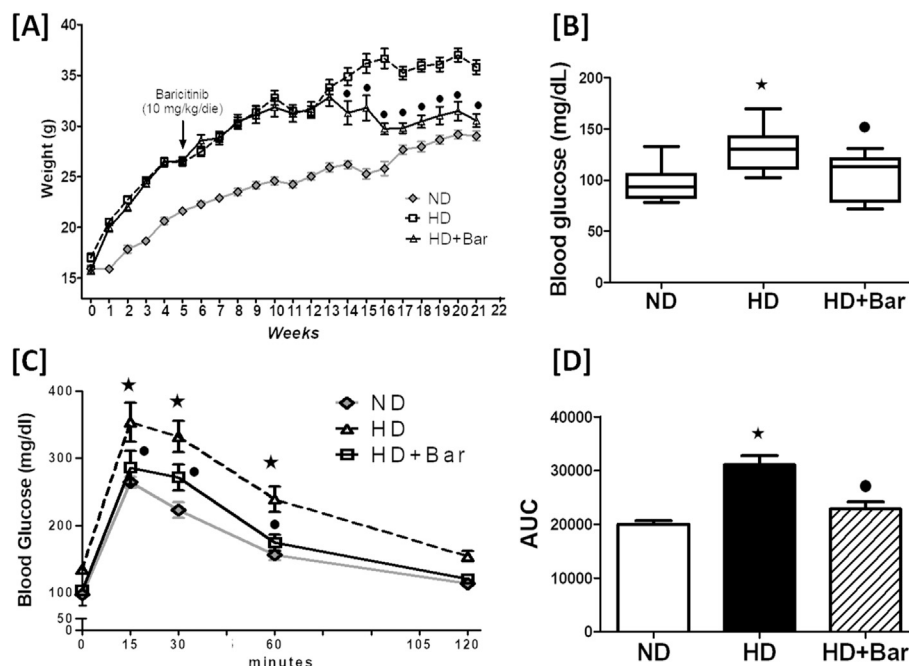 [A]
40
35
30
25
20
15
Weight (g)
Baricitinib
(10 mg/kg/die)
ND
HD
HD+Bar
0 1 2 3 4 5 6 7 8 9 10 11 12 13 14 15 16 17 18 19 20 21 22
Weeks
[B]
200
150
100
50
0
Blood glucose (mg/dL)
ND HD HD+Bar
[C]
400
300
200
100
50
0
Blood Glucose (mg/dl)
ND
HD
HD+Bar
0 15 30 60 105 120
minutes
[D]
40000
30000
20000
10000
0
AUC
ND HD HD+Bar